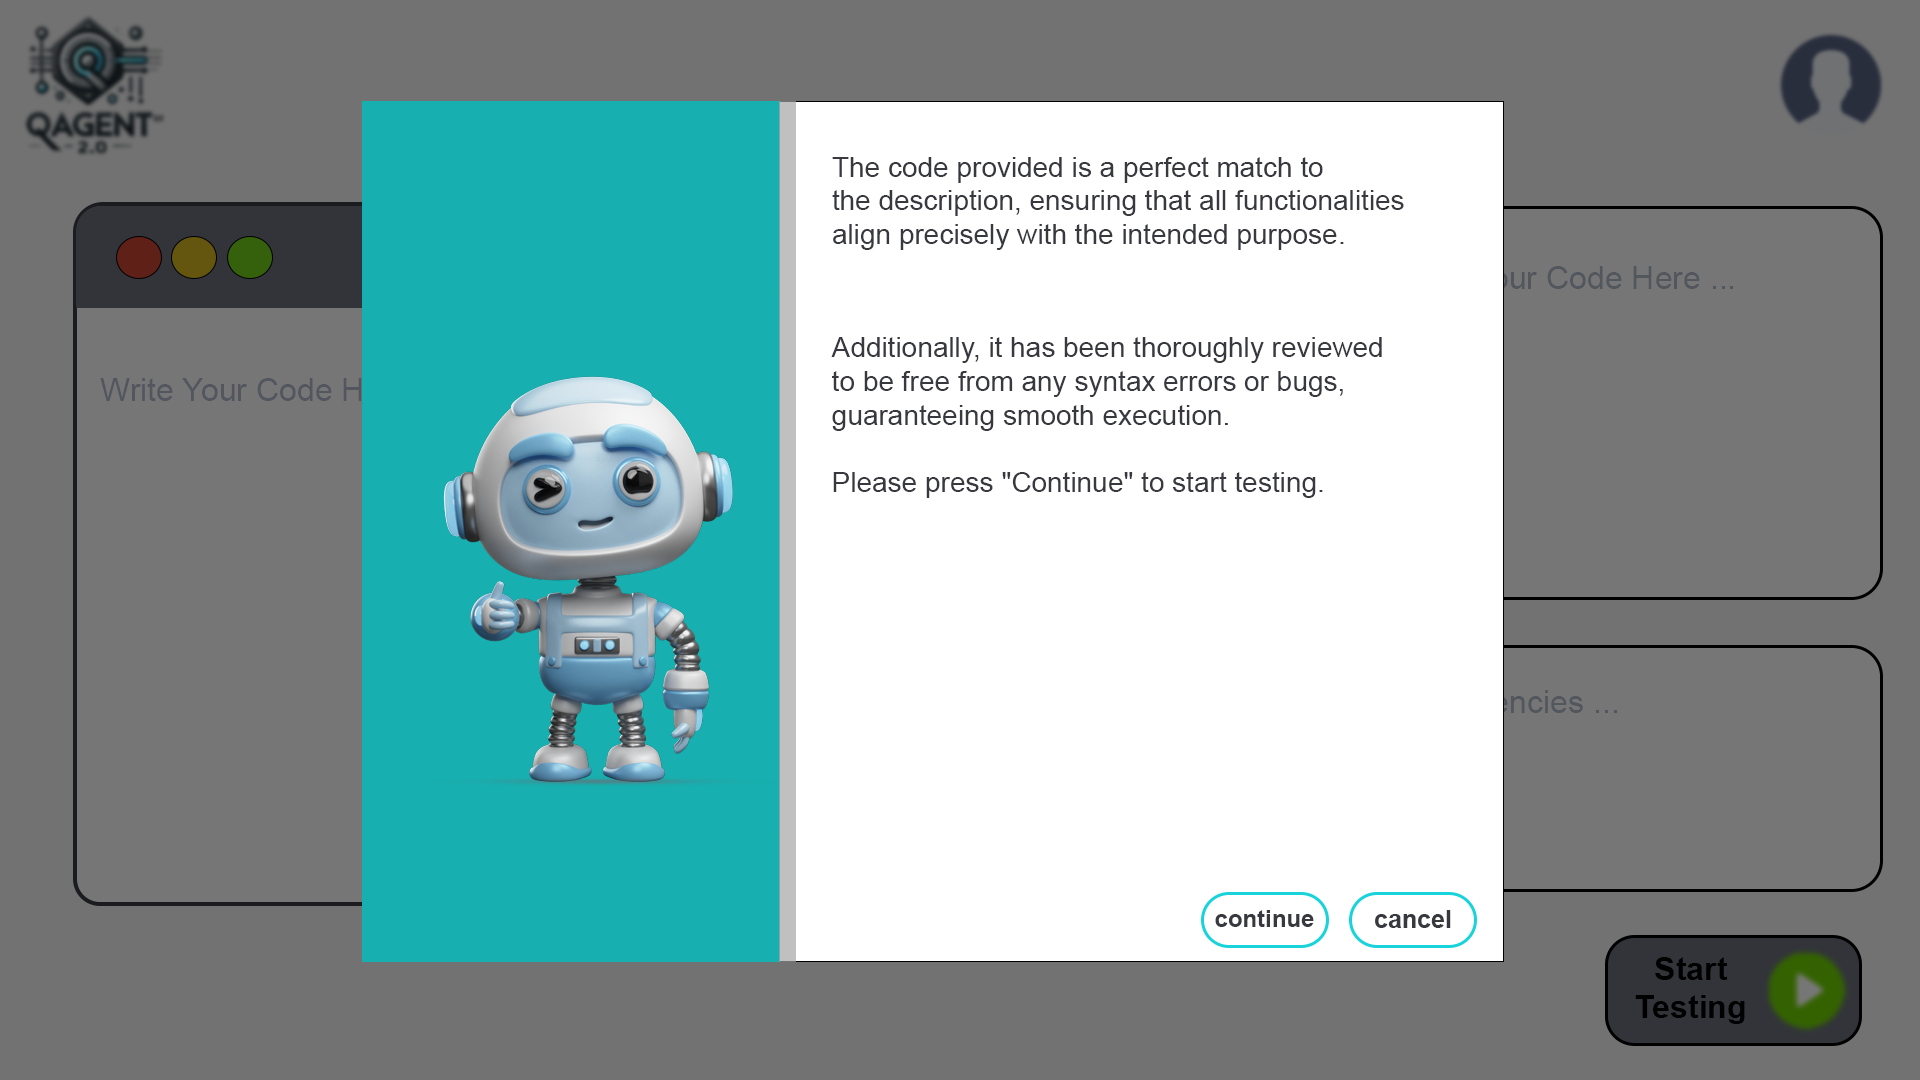 QAGENT
2.0
The code provided is a perfect match to
the description, ensuring that all functionalities
align precisely with the intended purpose.
Additionally, it has been thoroughly reviewed
to be free from any syntax errors or bugs,
guaranteeing smooth execution.
Please press "Continue" to start testing.
continue
cancel
Write Your Code H
our Code Here ...
encies ...
Start
Testing